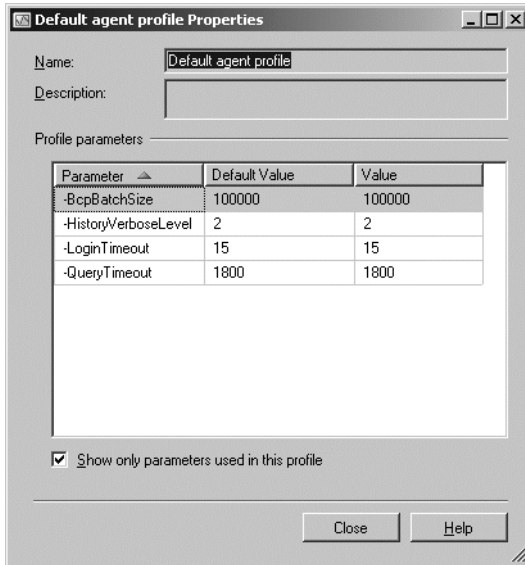 Default agent profile Properties
Name: Default agent profile
Description:
Profile parameters
Parameter Default Value Value
-BcpBatchSize 100000 100000
-HistoryVerboseLevel 2 2
-LoginTimeout 15 15
-QueryTimeout 1800 1800
Show only parameters used in this profile
Close Help